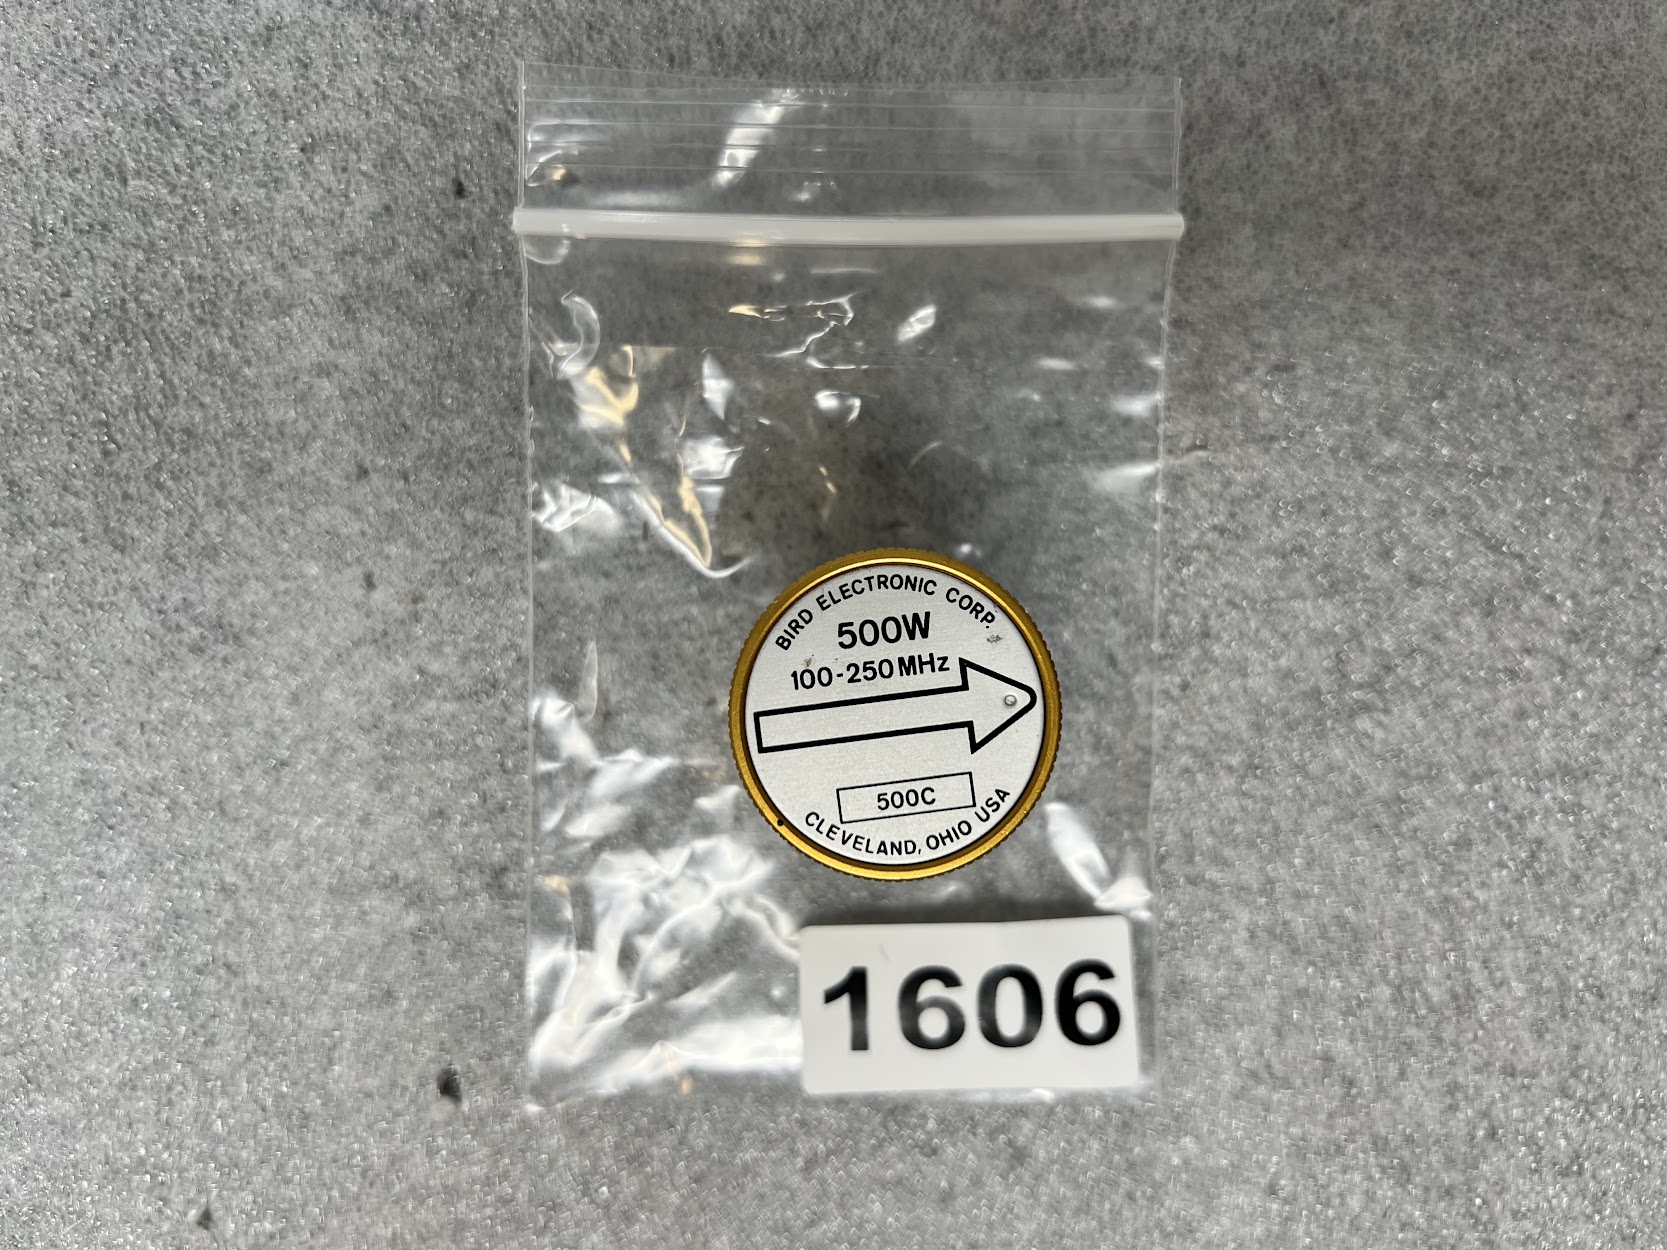 BIRD ELECTRONIC CORP.
500W
100-250 MHz
500C
CLEVELAND, OHIO USA
1606